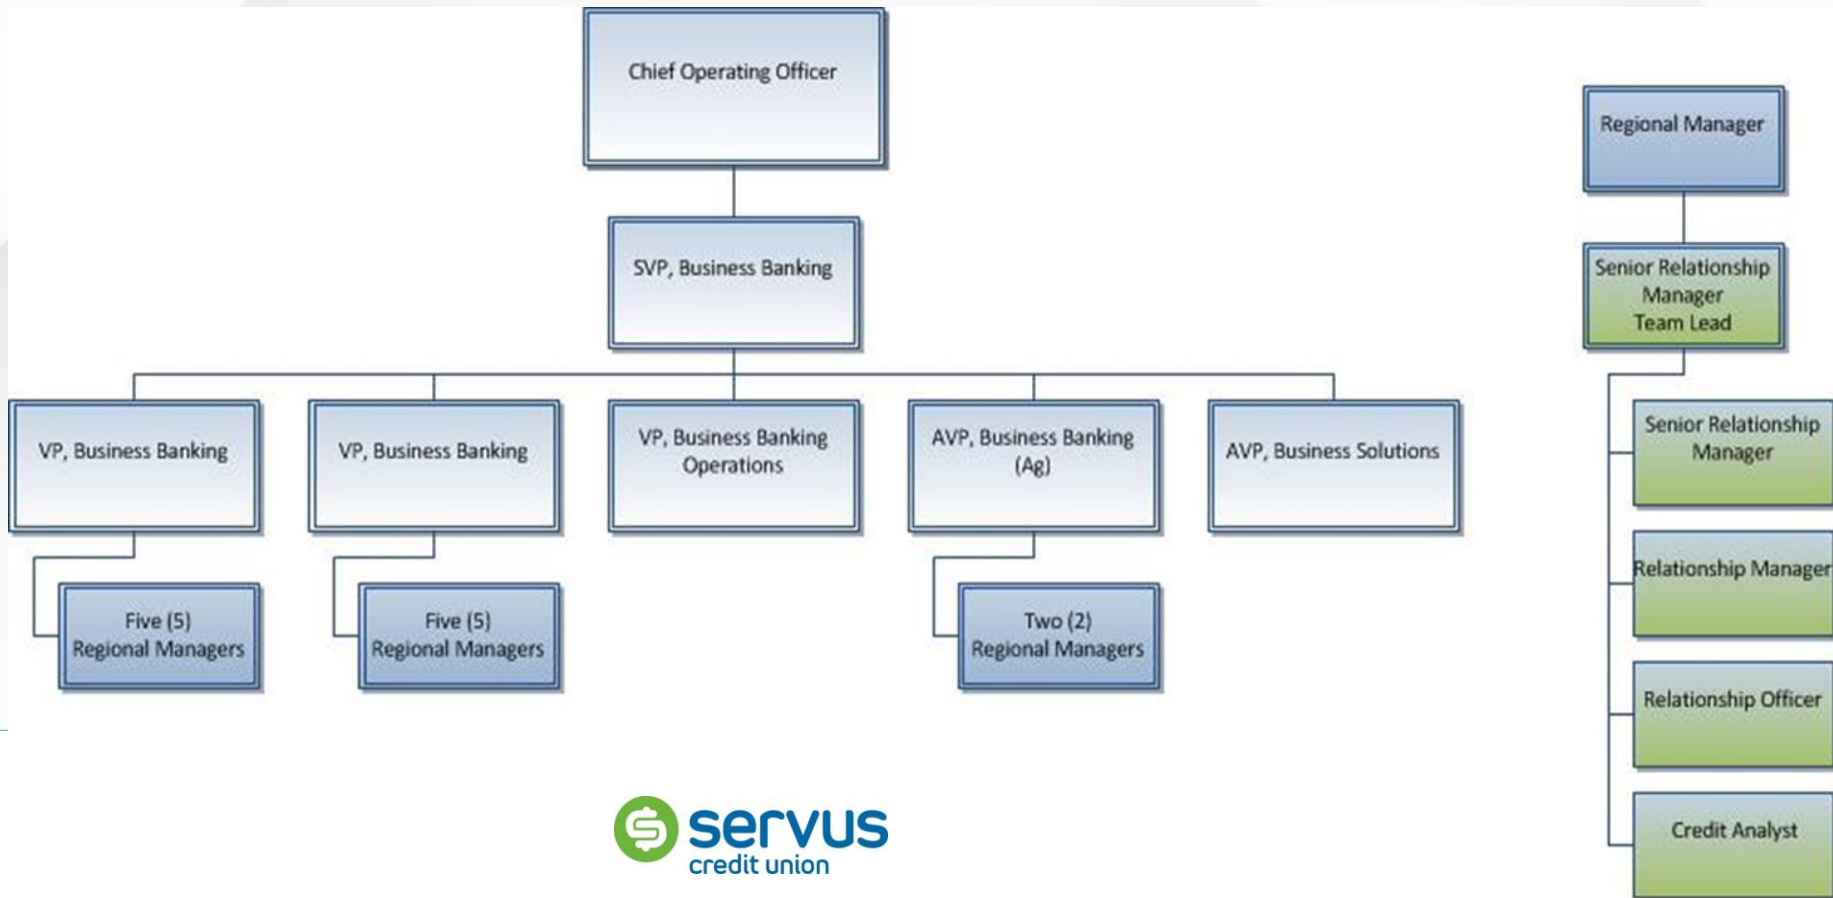 Chief Operating Officer
SVP, Business Banking
VP, Business Banking
VP, Business Banking
VP, Business Banking
Operations
AVP, Business Banking
(Ag)
AVP, Business Solutions
Five (5)
Regional Managers
Five (5)
Regional Managers
Two (2)
Regional Managers
Regional Manager
Senior Relationship
Manager
Team Lead
Senior Relationship
Manager
Relationship Manager
Relationship Officer
Credit Analyst
servus
credit union